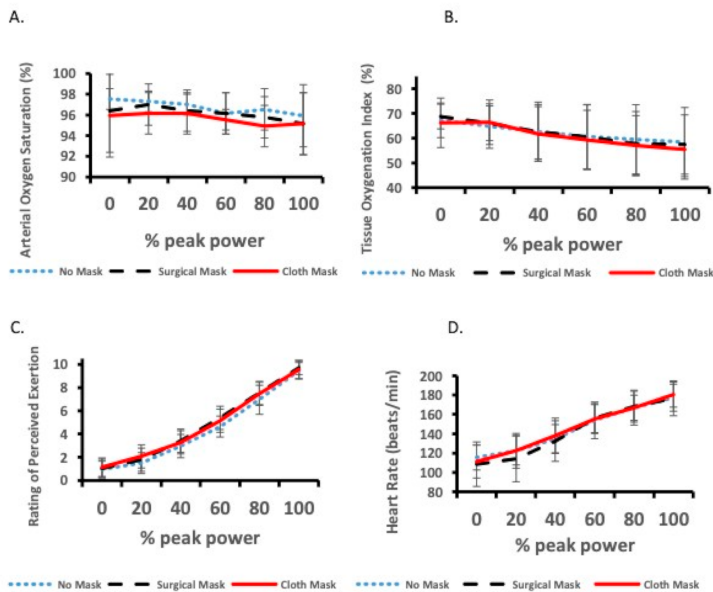 A.
B.
Arterial Oxygen Saturation (%)
100
98
96
94
92
90
0 20 40 60 80 100
% peak power
Tissue Oxygenation Index (%)
80
70
60
50
40
0 20 40 60 80 100
% peak power
No Mask Surgical Mask Cloth Mask
No Mask Surgical Mask Cloth Mask
C.
D.
Rating of Perceived Exertion
10
8
6
4
2
0
0 20 40 60 80 100
% peak power
Heart Rate (beats/min)
200
180
160
140
120
100
80
0 20 40 60 80 100
% peak power
No Mask Surgical Mask Cloth Mask
No Mask Surgical Mask Cloth Mask